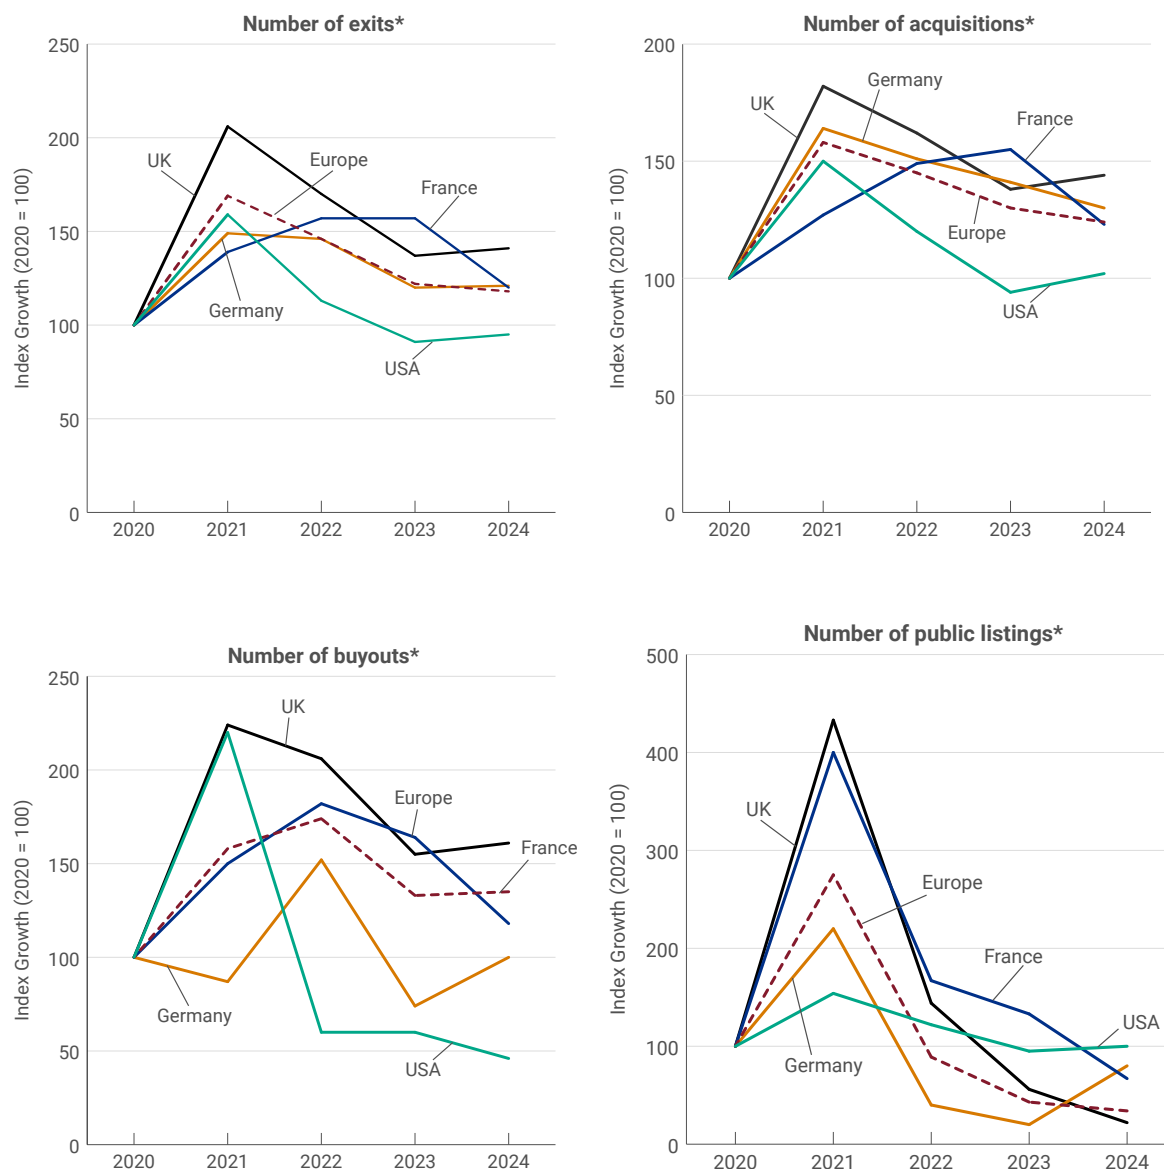 Number of exits*
Index Growth (2020 = 100)
250
200
150
100
50
0
UK
Europe
France
Germany
USA
2020 2021 2022 2023 2024
Number of acquisitions*
Index Growth (2020 = 100)
200
150
100
50
0
Germany
UK
France
Europe
USA
2020 2021 2022 2023 2024
Number of buyouts*
Index Growth (2020 = 100)
250
200
150
100
50
0
UK
Europe
France
Germany
USA
2020 2021 2022 2023 2024
Number of public listings*
Index Growth (2020 = 100)
500
400
300
200
100
0
UK
Europe
France
USA
Germany
2020 2021 2022 2023 2024